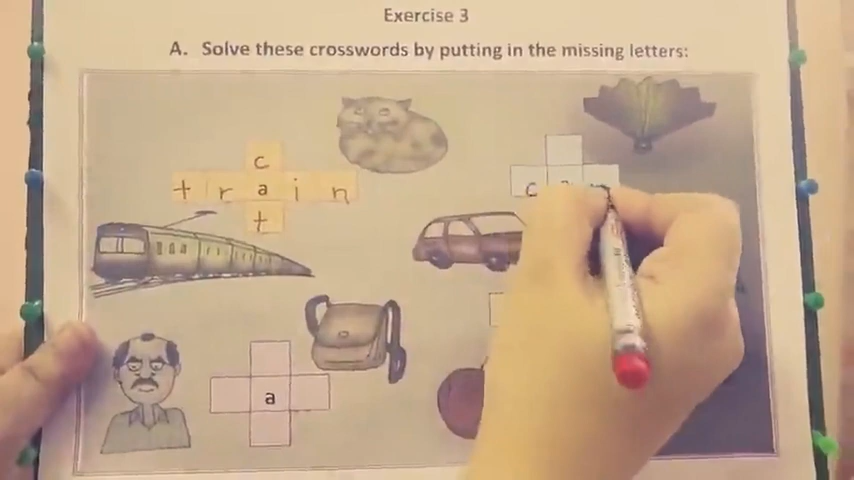 Exercise 3
A. Solve these crosswords by putting in the missing letters:
c
t r a i n
t
c
a